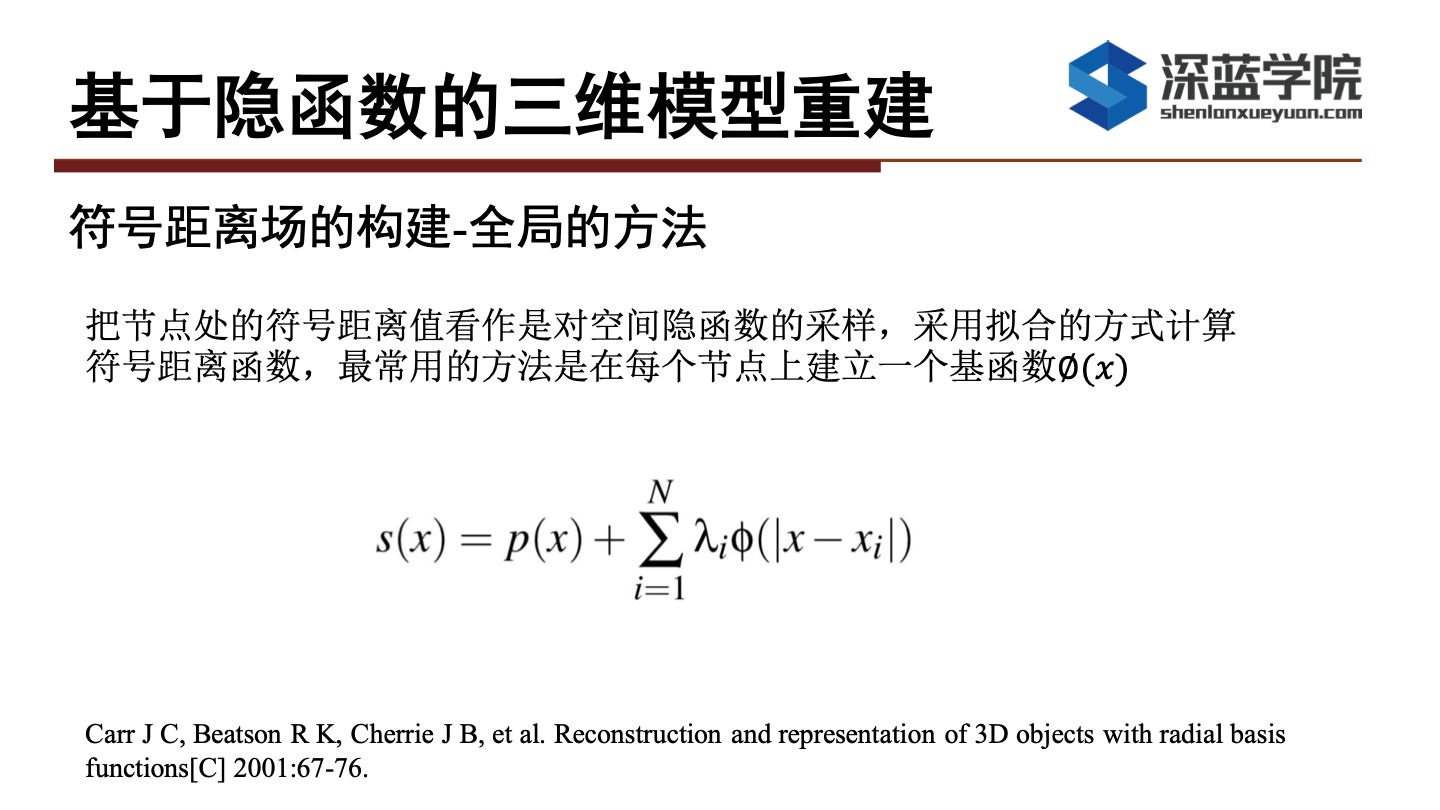 基于隐函数的三维模型重建
深蓝学院
shenlanxueyuan.com
符号距离场的构建-全局的方法
把节点处的符号距离值看作是对空间隐函数的采样，采用拟合的方式计算
符号距离函数，最常用的方法是在每个节点上建立一个基函数∅(x)
s(x) = p(x) + ∑_{i=1}^{N} λ_i ϕ(|x − x_i|)
Carr J C, Beatson R K, Cherrie J B, et al. Reconstruction and representation of 3D objects with radial basis
functions[C] 2001:67-76.